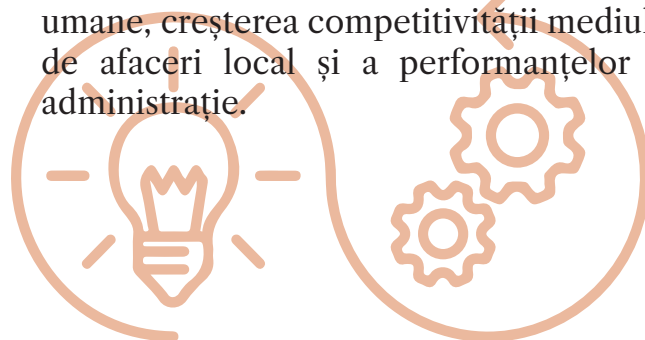 umane, creșterea competitivității mediul
de afaceri local și a performanțelor
administrație.